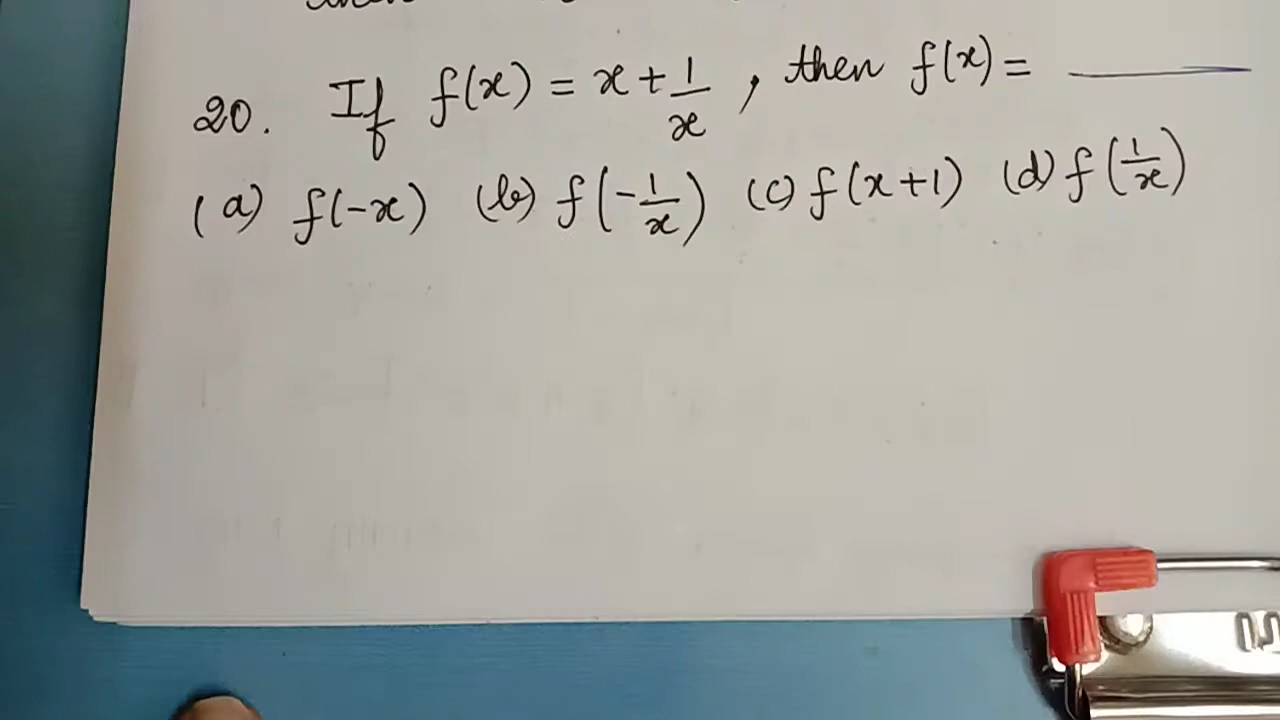 20. If f(x) = x + 1/x , then f(x) = ______
(a) f(-x) (b) f(-1/x) (c) f(x+1) (d) f(1/x)